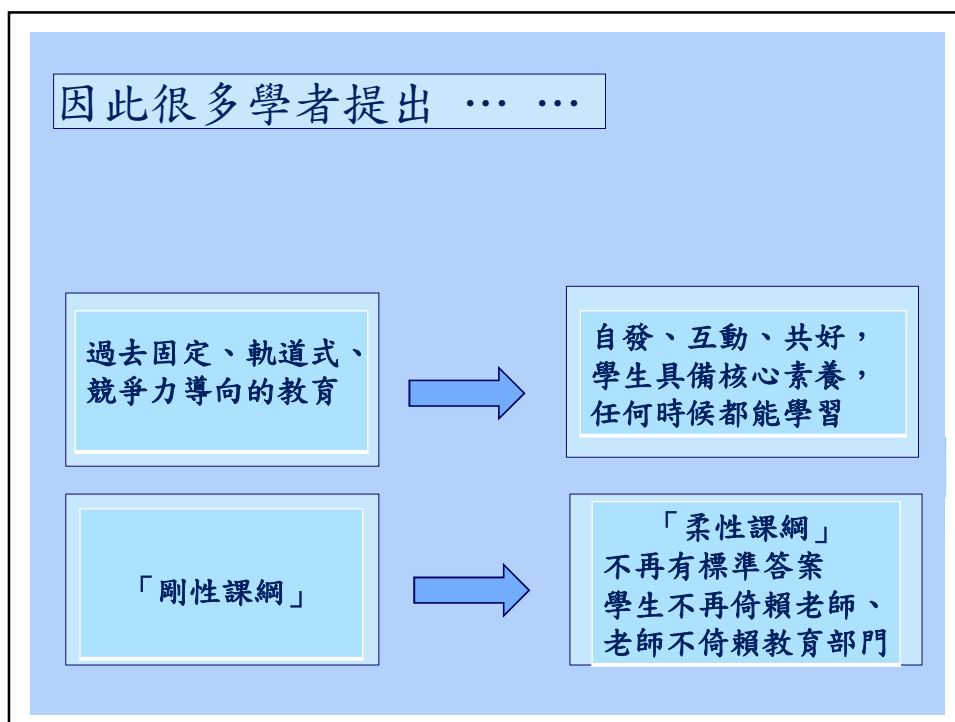 因此很多學者提出 … …
過去固定、軌道式、
競爭力導向的教育
自發、互動、共好，
學生具備核心素養，
任何時候都能學習
「剛性課綱」
「柔性課綱」
不再有標準答案
學生不再倚賴老師、
老師不倚賴教育部門